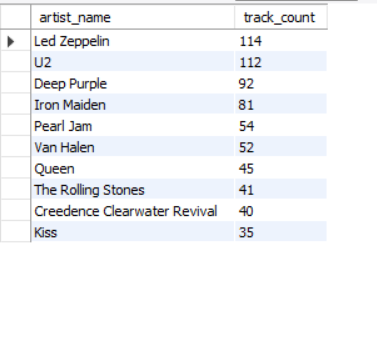 artist_name track_count
Led Zeppelin 114
U2 112
Deep Purple 92
Iron Maiden 81
Pearl Jam 54
Van Halen 52
Queen 45
The Rolling Stones 41
Creedence Clearwater Revival 40
Kiss 35